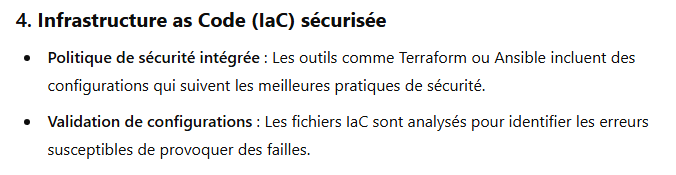 4. Infrastructure as Code (IaC) sécurisée
• Politique de sécurité intégrée : Les outils comme Terraform ou Ansible incluent des
configurations qui suivent les meilleures pratiques de sécurité.
• Validation de configurations : Les fichiers IaC sont analysés pour identifier les erreurs
susceptibles de provoquer des failles.